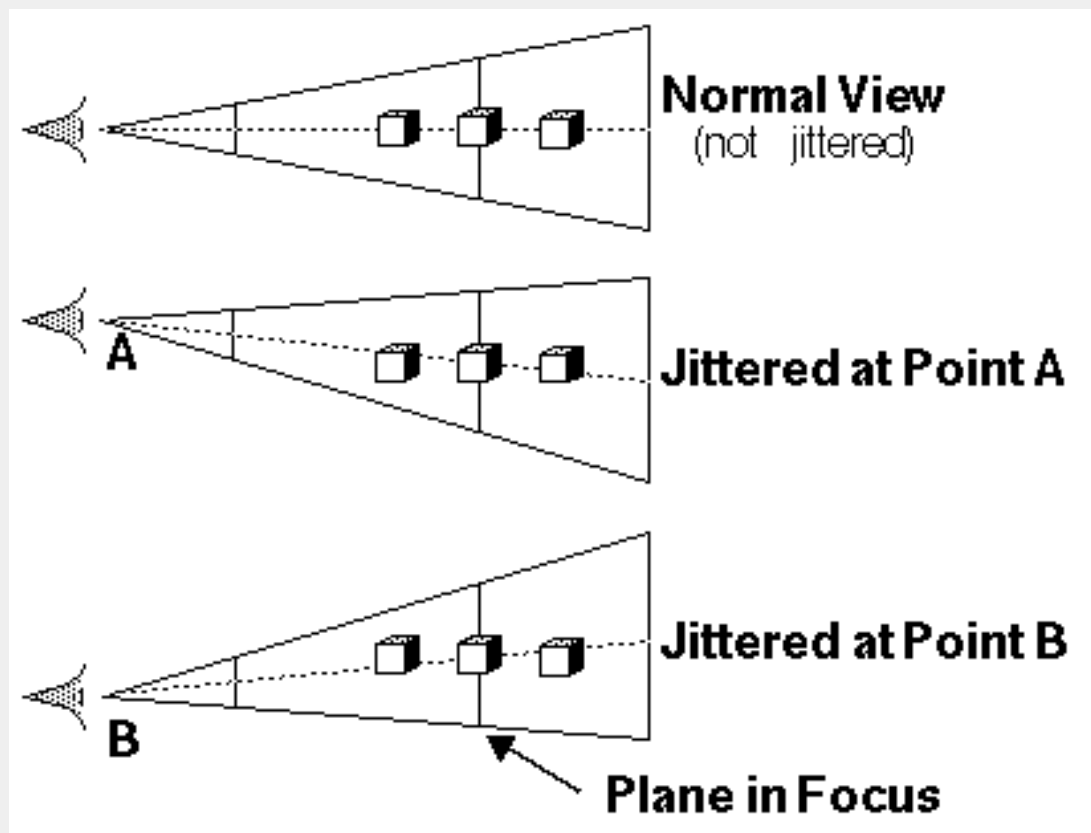 Normal View
(not jittered)
A
Jittered at Point A
Jittered at Point B
B
Plane in Focus